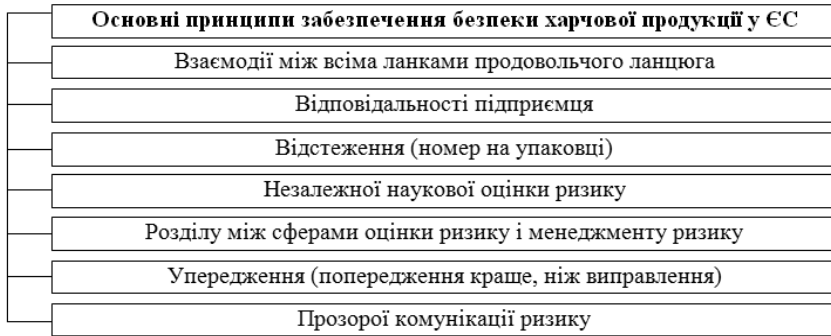 Основні принципи забезпечення безпеки харчової продукції у ЄС
Взаємодії між всіма ланками продовольчого ланцюга
Відповідальності підприємця
Відстеження (номер на упаковці)
Незалежної наукової оцінки ризику
Розділу між сферами оцінки ризику і менеджменту ризику
Упередження (попередження краще, ніж виправлення)
Прозорої комунікації ризику